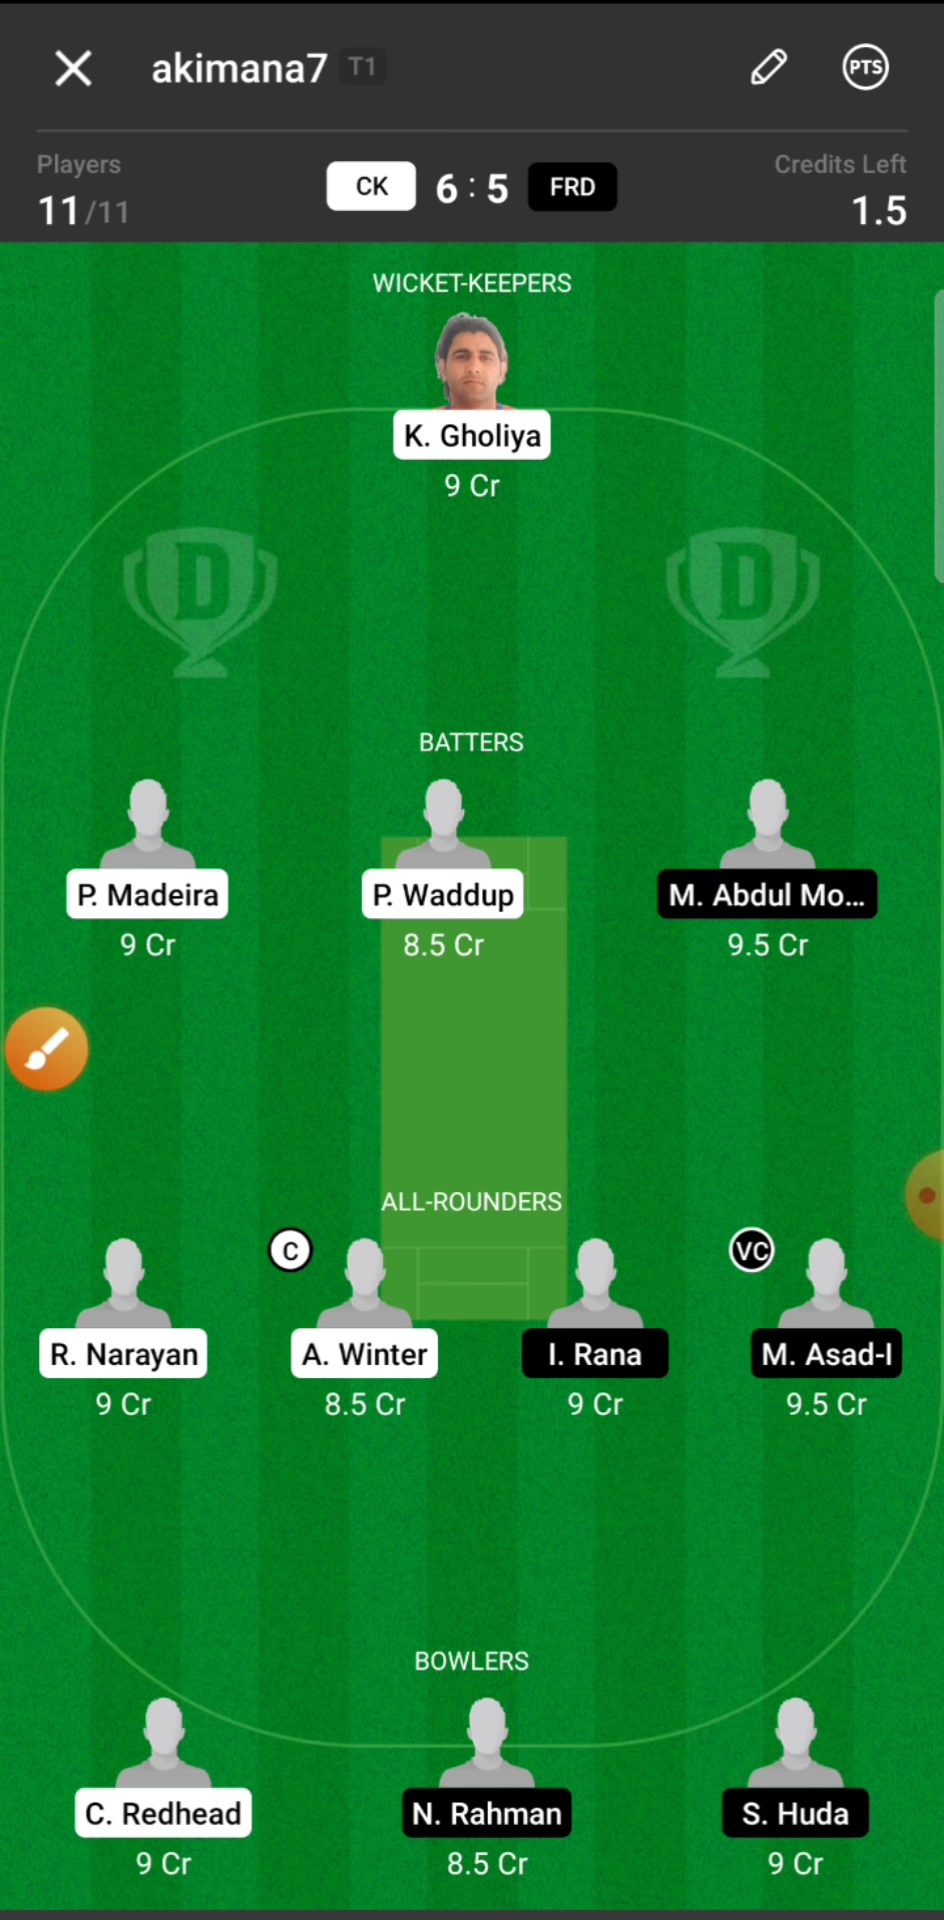 akimana7 T1
PTS
Players
11/11
CK 6 : 5 FRD
Credits Left
1.5
WICKET-KEEPERS
K. Gholiya
9 Cr
D D
BATTERS
P. Madeira P. Waddup M. Abdul Mo...
9 Cr 8.5 Cr 9.5 Cr
ALL-ROUNDERS
C VC
R. Narayan A. Winter I. Rana M. Asad-I
9 Cr 8.5 Cr 9 Cr 9.5 Cr
BOWLERS
C. Redhead N. Rahman S. Huda
9 Cr 8.5 Cr 9 Cr